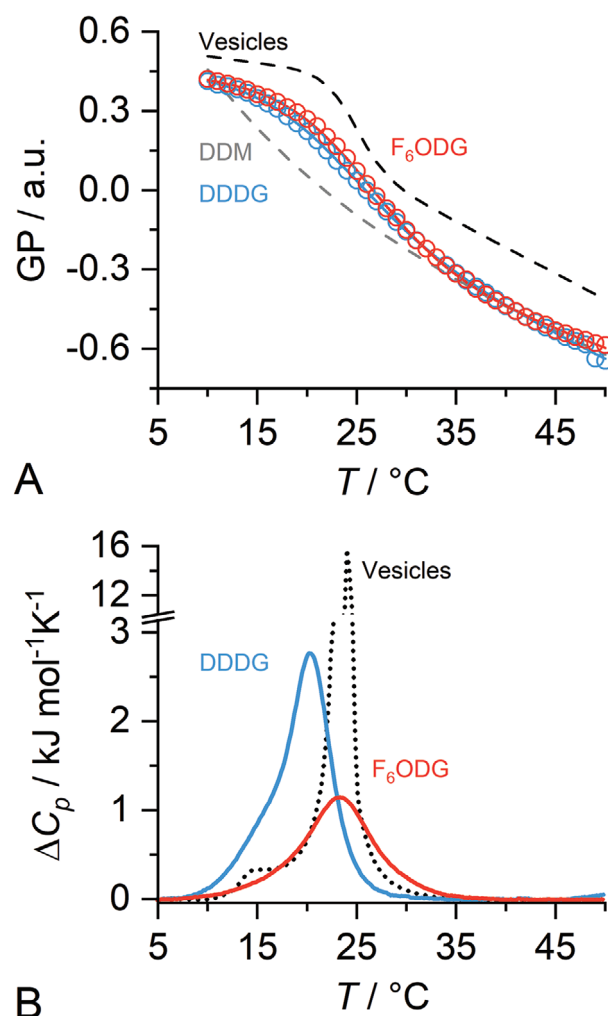 0.6
0.3
0.0
-0.3
-0.6
GP / a.u.
Vesicles
DDM
DDDG
F₆ODG
5 15 25 35 45
T / °C
A
16
14
12
3
2
1
0
ΔCₚ / kJ mol⁻¹K⁻¹
Vesicles
DDDG
F₆ODG
5 15 25 35 45
T / °C
B